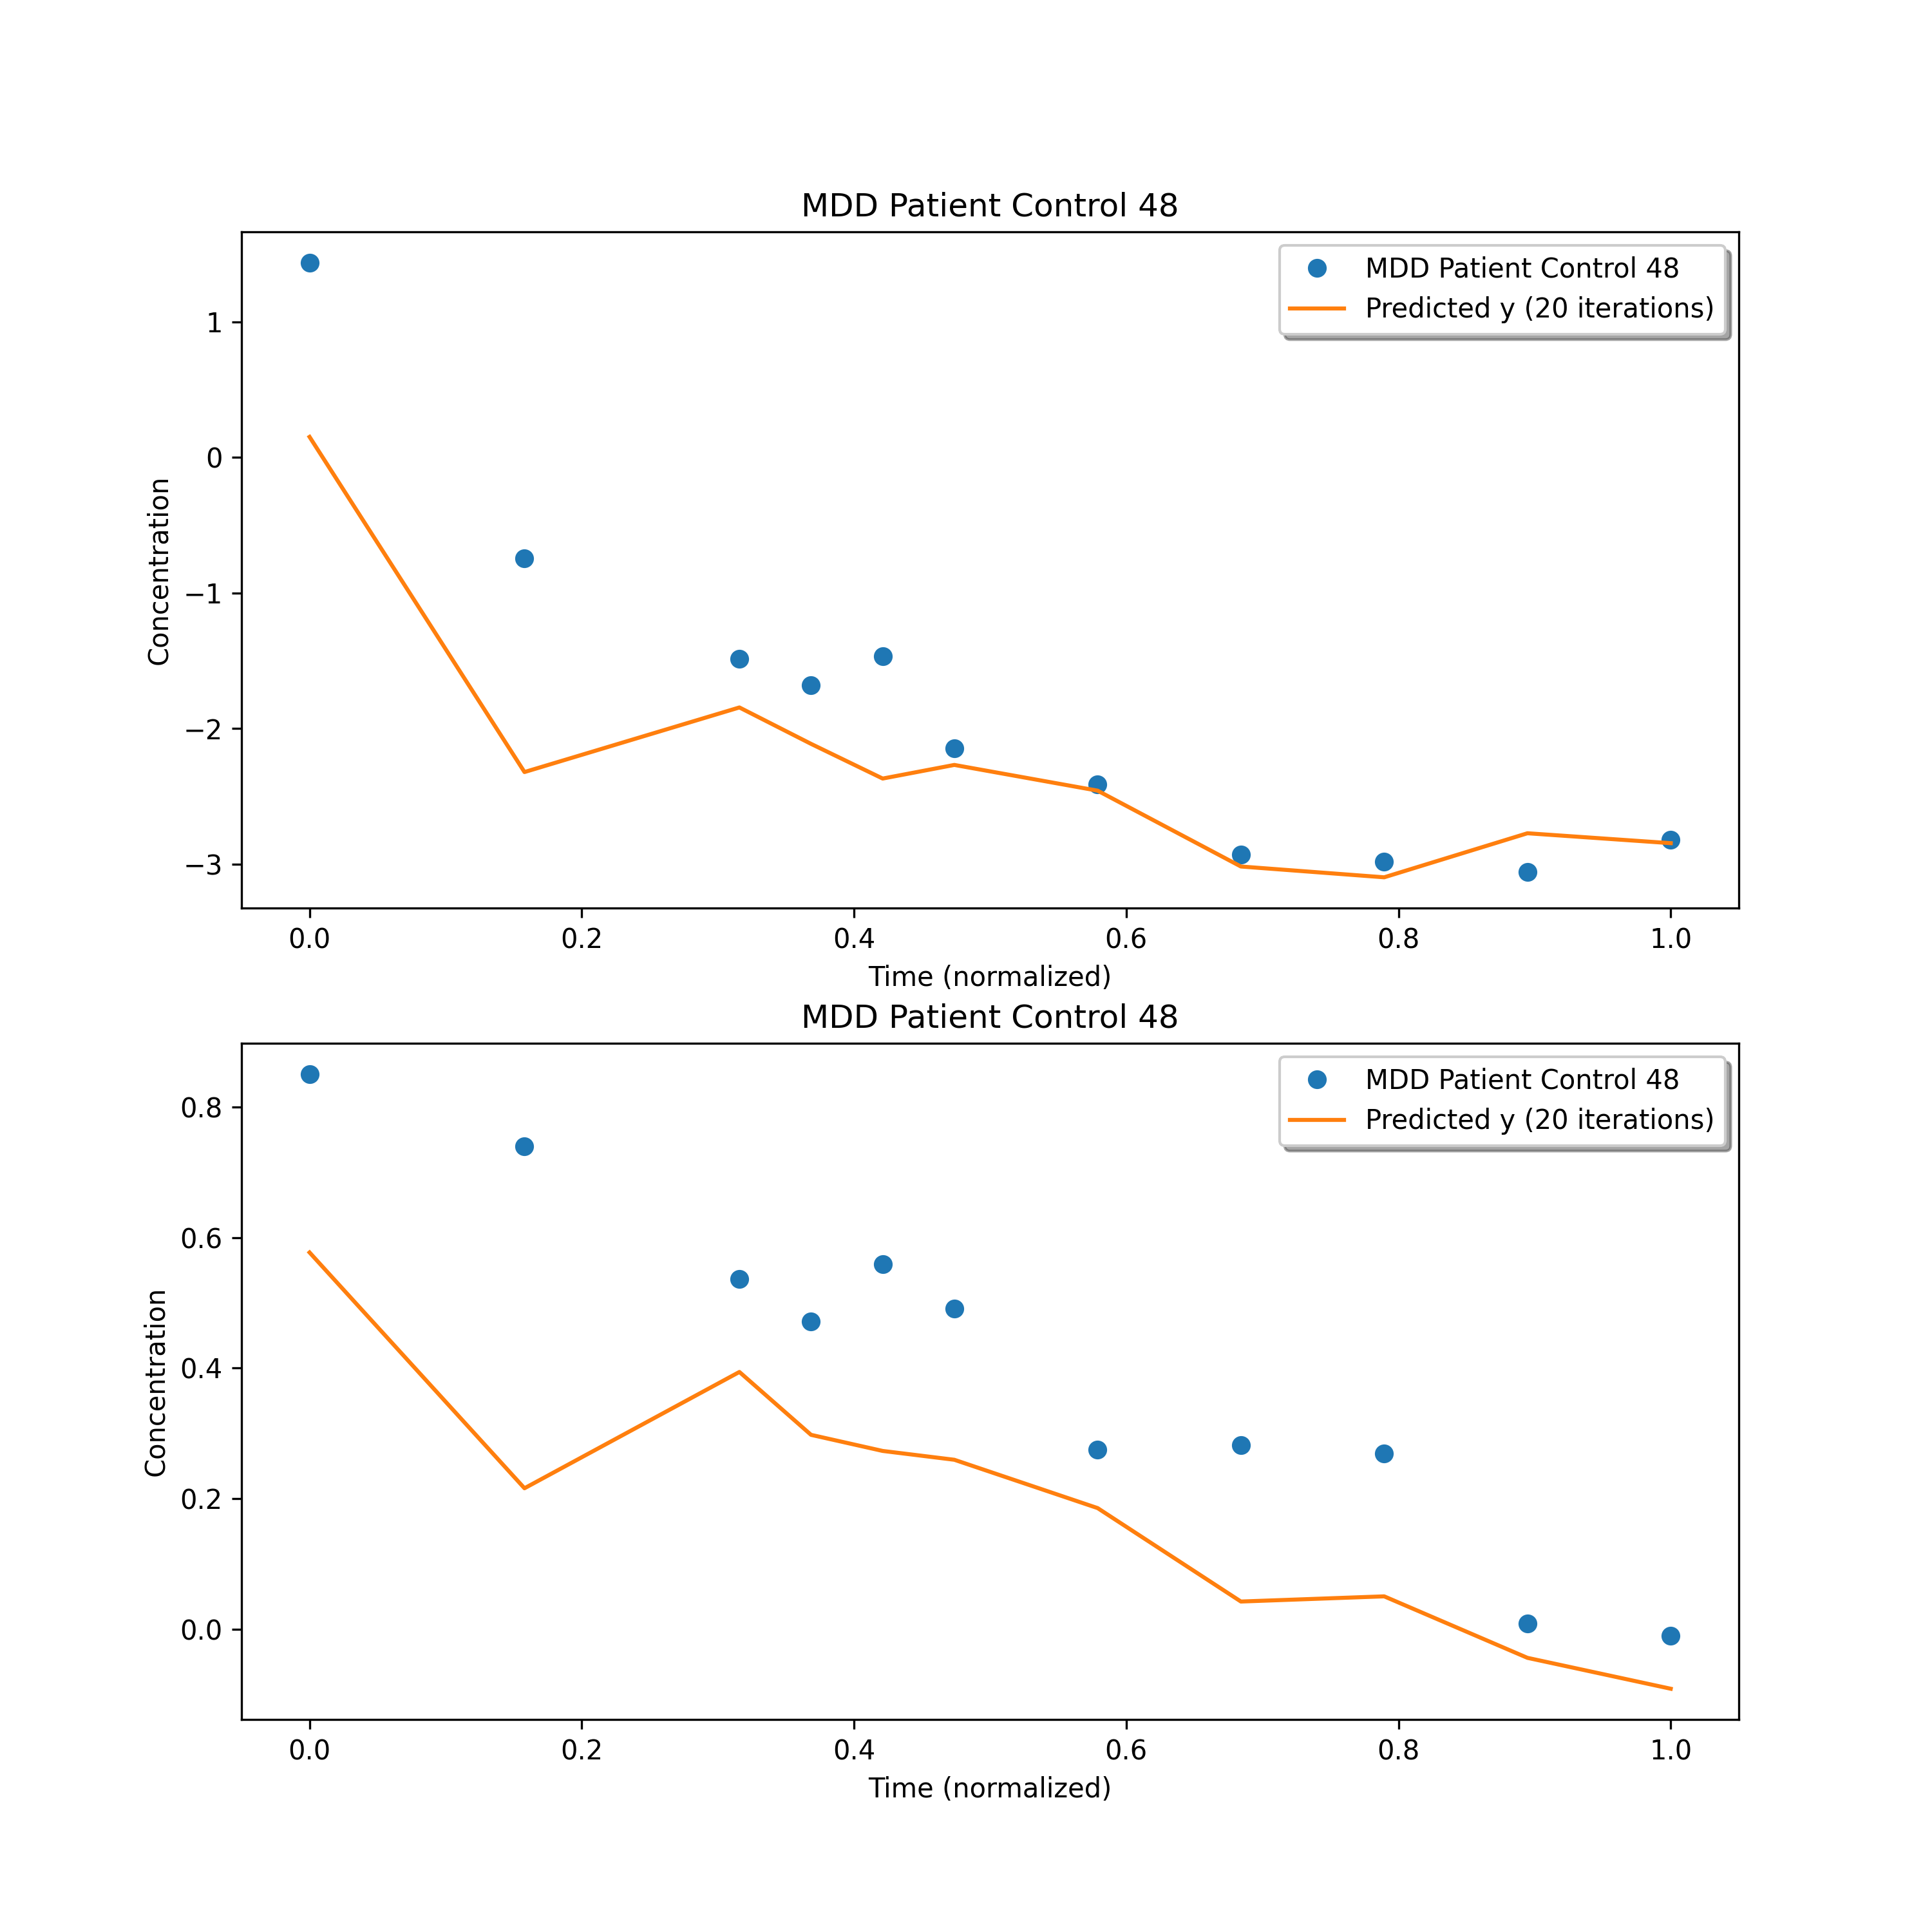 MDD Patient Control 48
MDD Patient Control 48
Predicted y (20 iterations)
1
0
−1
−2
−3
Concentration
0.0 0.2 0.4 0.6 0.8 1.0
Time (normalized)
MDD Patient Control 48
MDD Patient Control 48
Predicted y (20 iterations)
0.8
0.6
0.4
0.2
0.0
Concentration
0.0 0.2 0.4 0.6 0.8 1.0
Time (normalized)